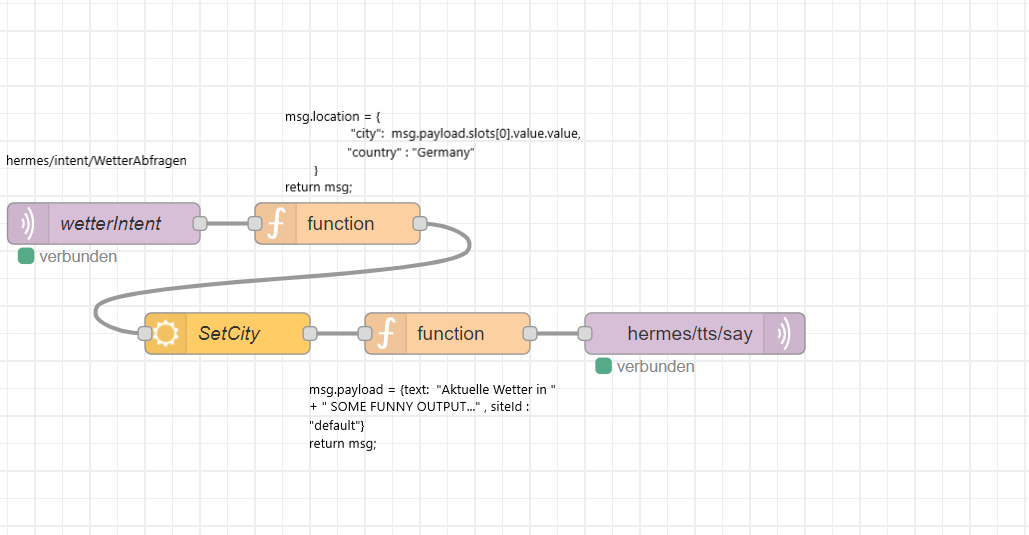 msg.location = {
"city":  msg.payload.slots[0].value.value,
"country" : "Germany"
}
return msg;
hermes/intent/WetterAbfragen
wetterIntent
function
verbunden
SetCity
function
hermes/tts/say
verbunden
msg.payload = {text:  "Aktuelle Wetter in "
+ " SOME FUNNY OUTPUT..." , siteId :
"default"}
return msg;